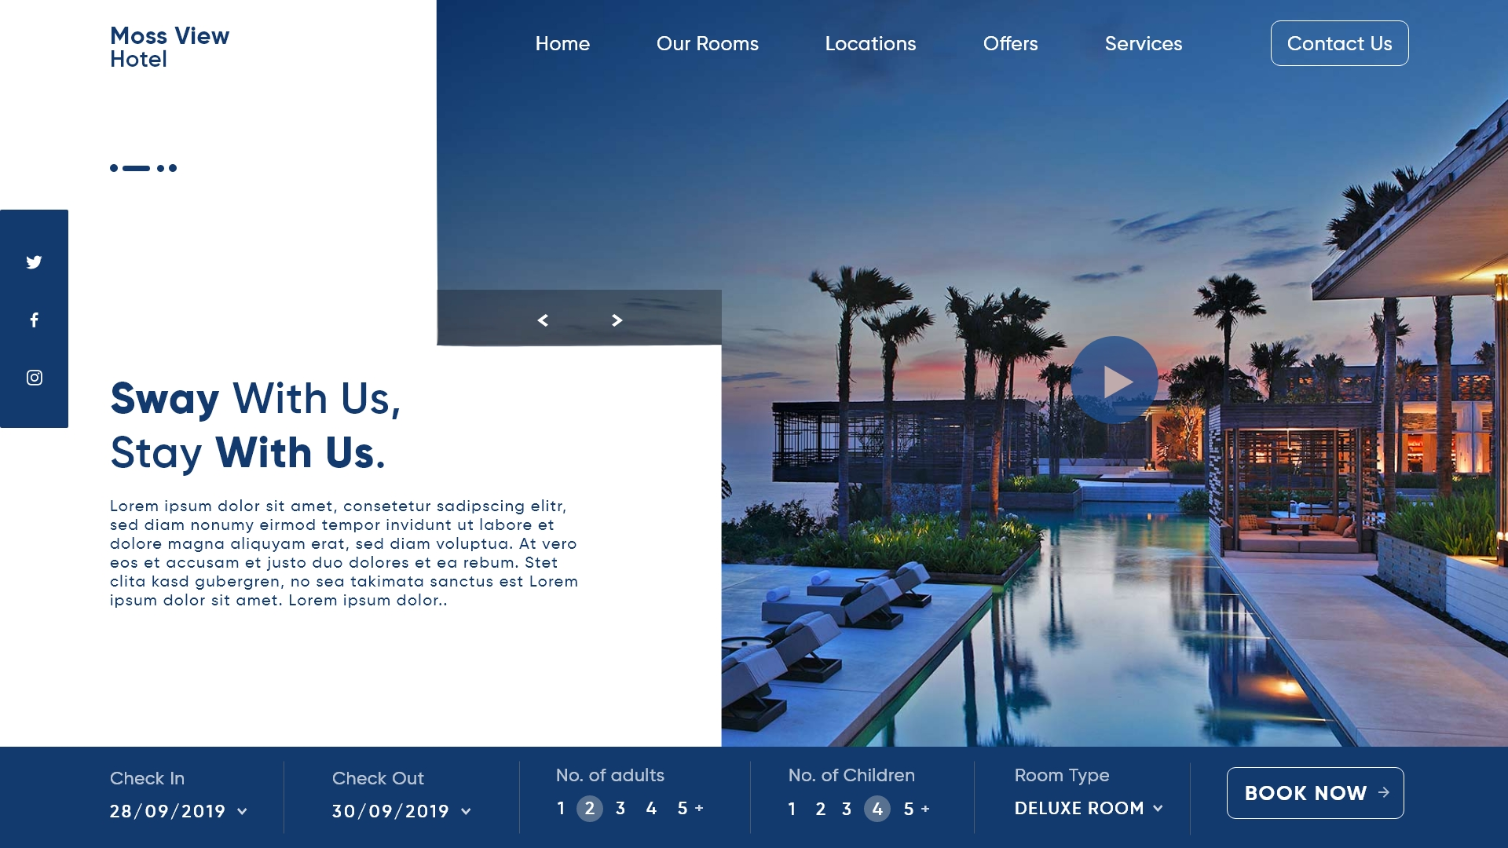 Moss View
Hotel
Home
Our Rooms
Locations
Offers
Services
Contact Us
Sway With Us,
Stay With Us.
Lorem ipsum dolor sit amet, consetetur sadipscing elitr,
sed diam nonumy eirmod tempor invidunt ut labore et
dolore magna aliquyam erat, sed diam voluptua. At vero
eos et accusam et justo duo dolores et ea rebum. Stet
clita kasd gubergren, no sea takimata sanctus est Lorem
ipsum dolor sit amet. Lorem ipsum dolor..
Check In
28/09/2019
Check Out
30/09/2019
No. of adults
1 2 3 4 5 +
No. of Children
1 2 3 4 5 +
Room Type
DELUXE ROOM
BOOK NOW